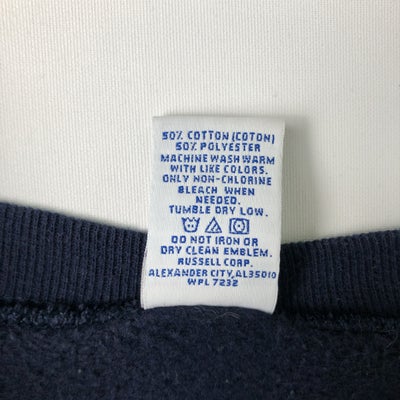 50% COTTON (COTON)
50% POLYESTER
MACHINE WASH WARM
WITH LIKE COLORS.
ONLY NON-CHLORINE
BLEACH WHEN
NEEDED.
TUMBLE DRY LOW.
DO NOT IRON OR
DRY CLEAN EMBLEM.
RUSSELL CORP.
ALEXANDER CITY,AL35010
WPL 7232